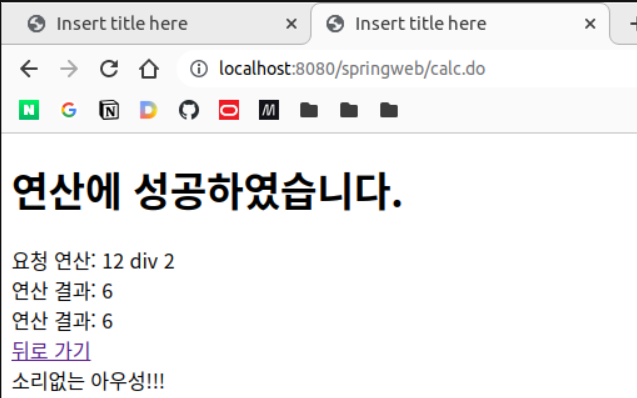 Insert title here
Insert title here
localhost:8080/springweb/calc.do
연산에 성공하였습니다.
요청 연산: 12 div 2
연산 결과: 6
연산 결과: 6
뒤로 가기
소리없는 아우성!!!